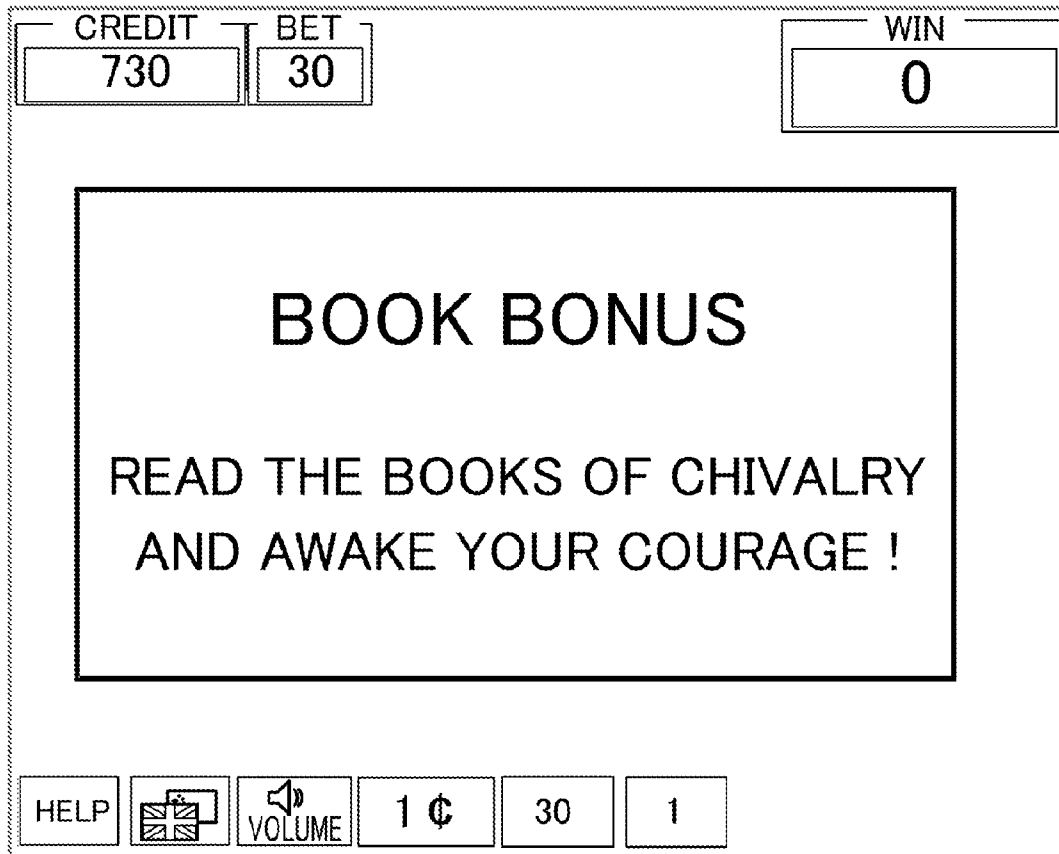 CREDIT BET WIN
730 30 0
BOOK BONUS
READ THE BOOKS OF CHIVALRY
AND AWAKE YOUR COURAGE !
HELP VOLUME 1 ¢ 30 1